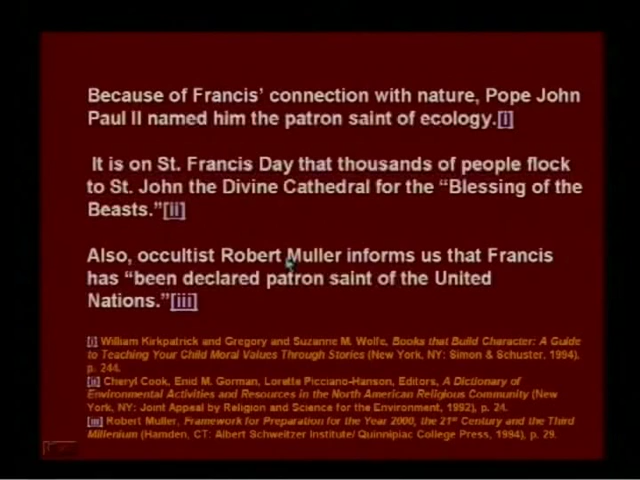 Because of Francis' connection with nature, Pope John
Paul II named him the patron saint of ecology.[i]
It is on St. Francis Day that thousands of people flock
to St. John the Divine Cathedral for the “Blessing of the
Beasts.”[ii]
Also, occultist Robert Muller informs us that Francis
has “been declared patron saint of the United
Nations.”[iii]
[i] William Kirkpatrick and Gregory and Suzanne M. Wolfe, Books that Build Character: A Guide
to Teaching Your Child Moral Values Through Stories (New York, NY: Simon & Schuster, 1994),
p. 244.
[ii] Cheryl Cook, Enid M. Gorman, Lorette Picciano-Hanson, Editors, A Dictionary of
Environmental Activities and Resources in the North American Religious Community (New
York, NY: Joint Appeal by Religion and Science for the Environment, 1992), p. 24.
[iii] Robert Muller, Framework for Preparation for the Year 2000, the 21st Century and the Third
Millenium (Hamden, CT: Albert Schweitzer Institute/ Quinnipiac College Press, 1994), p. 29.